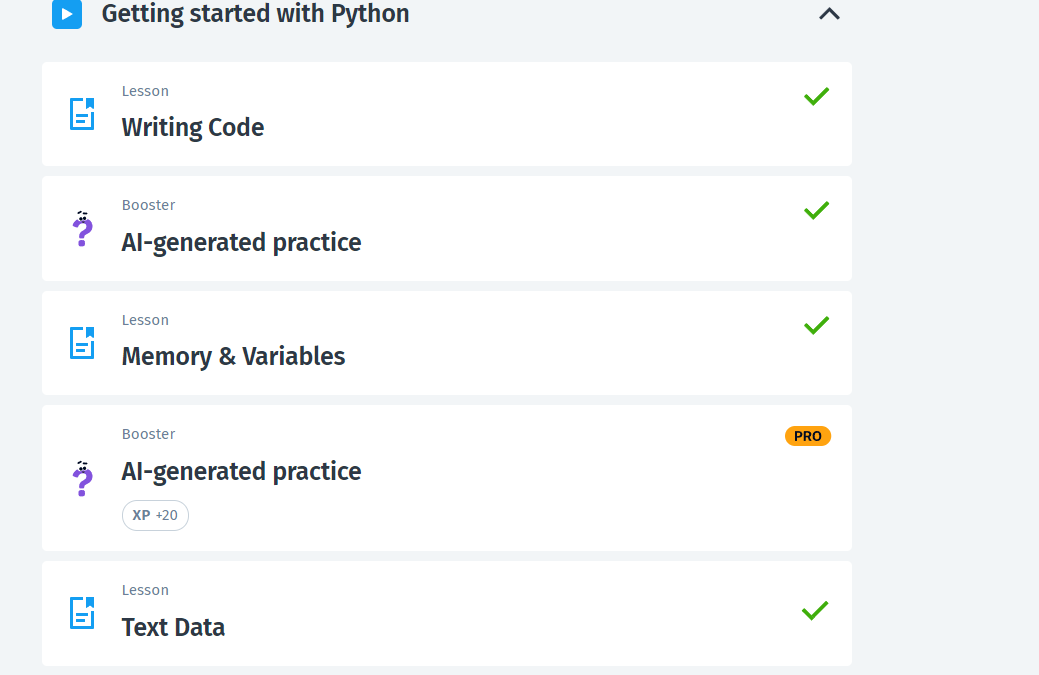 Getting started with Python
Lesson
Writing Code
Booster
AI-generated practice
Lesson
Memory & Variables
Booster
PRO
AI-generated practice
XP +20
Lesson
Text Data